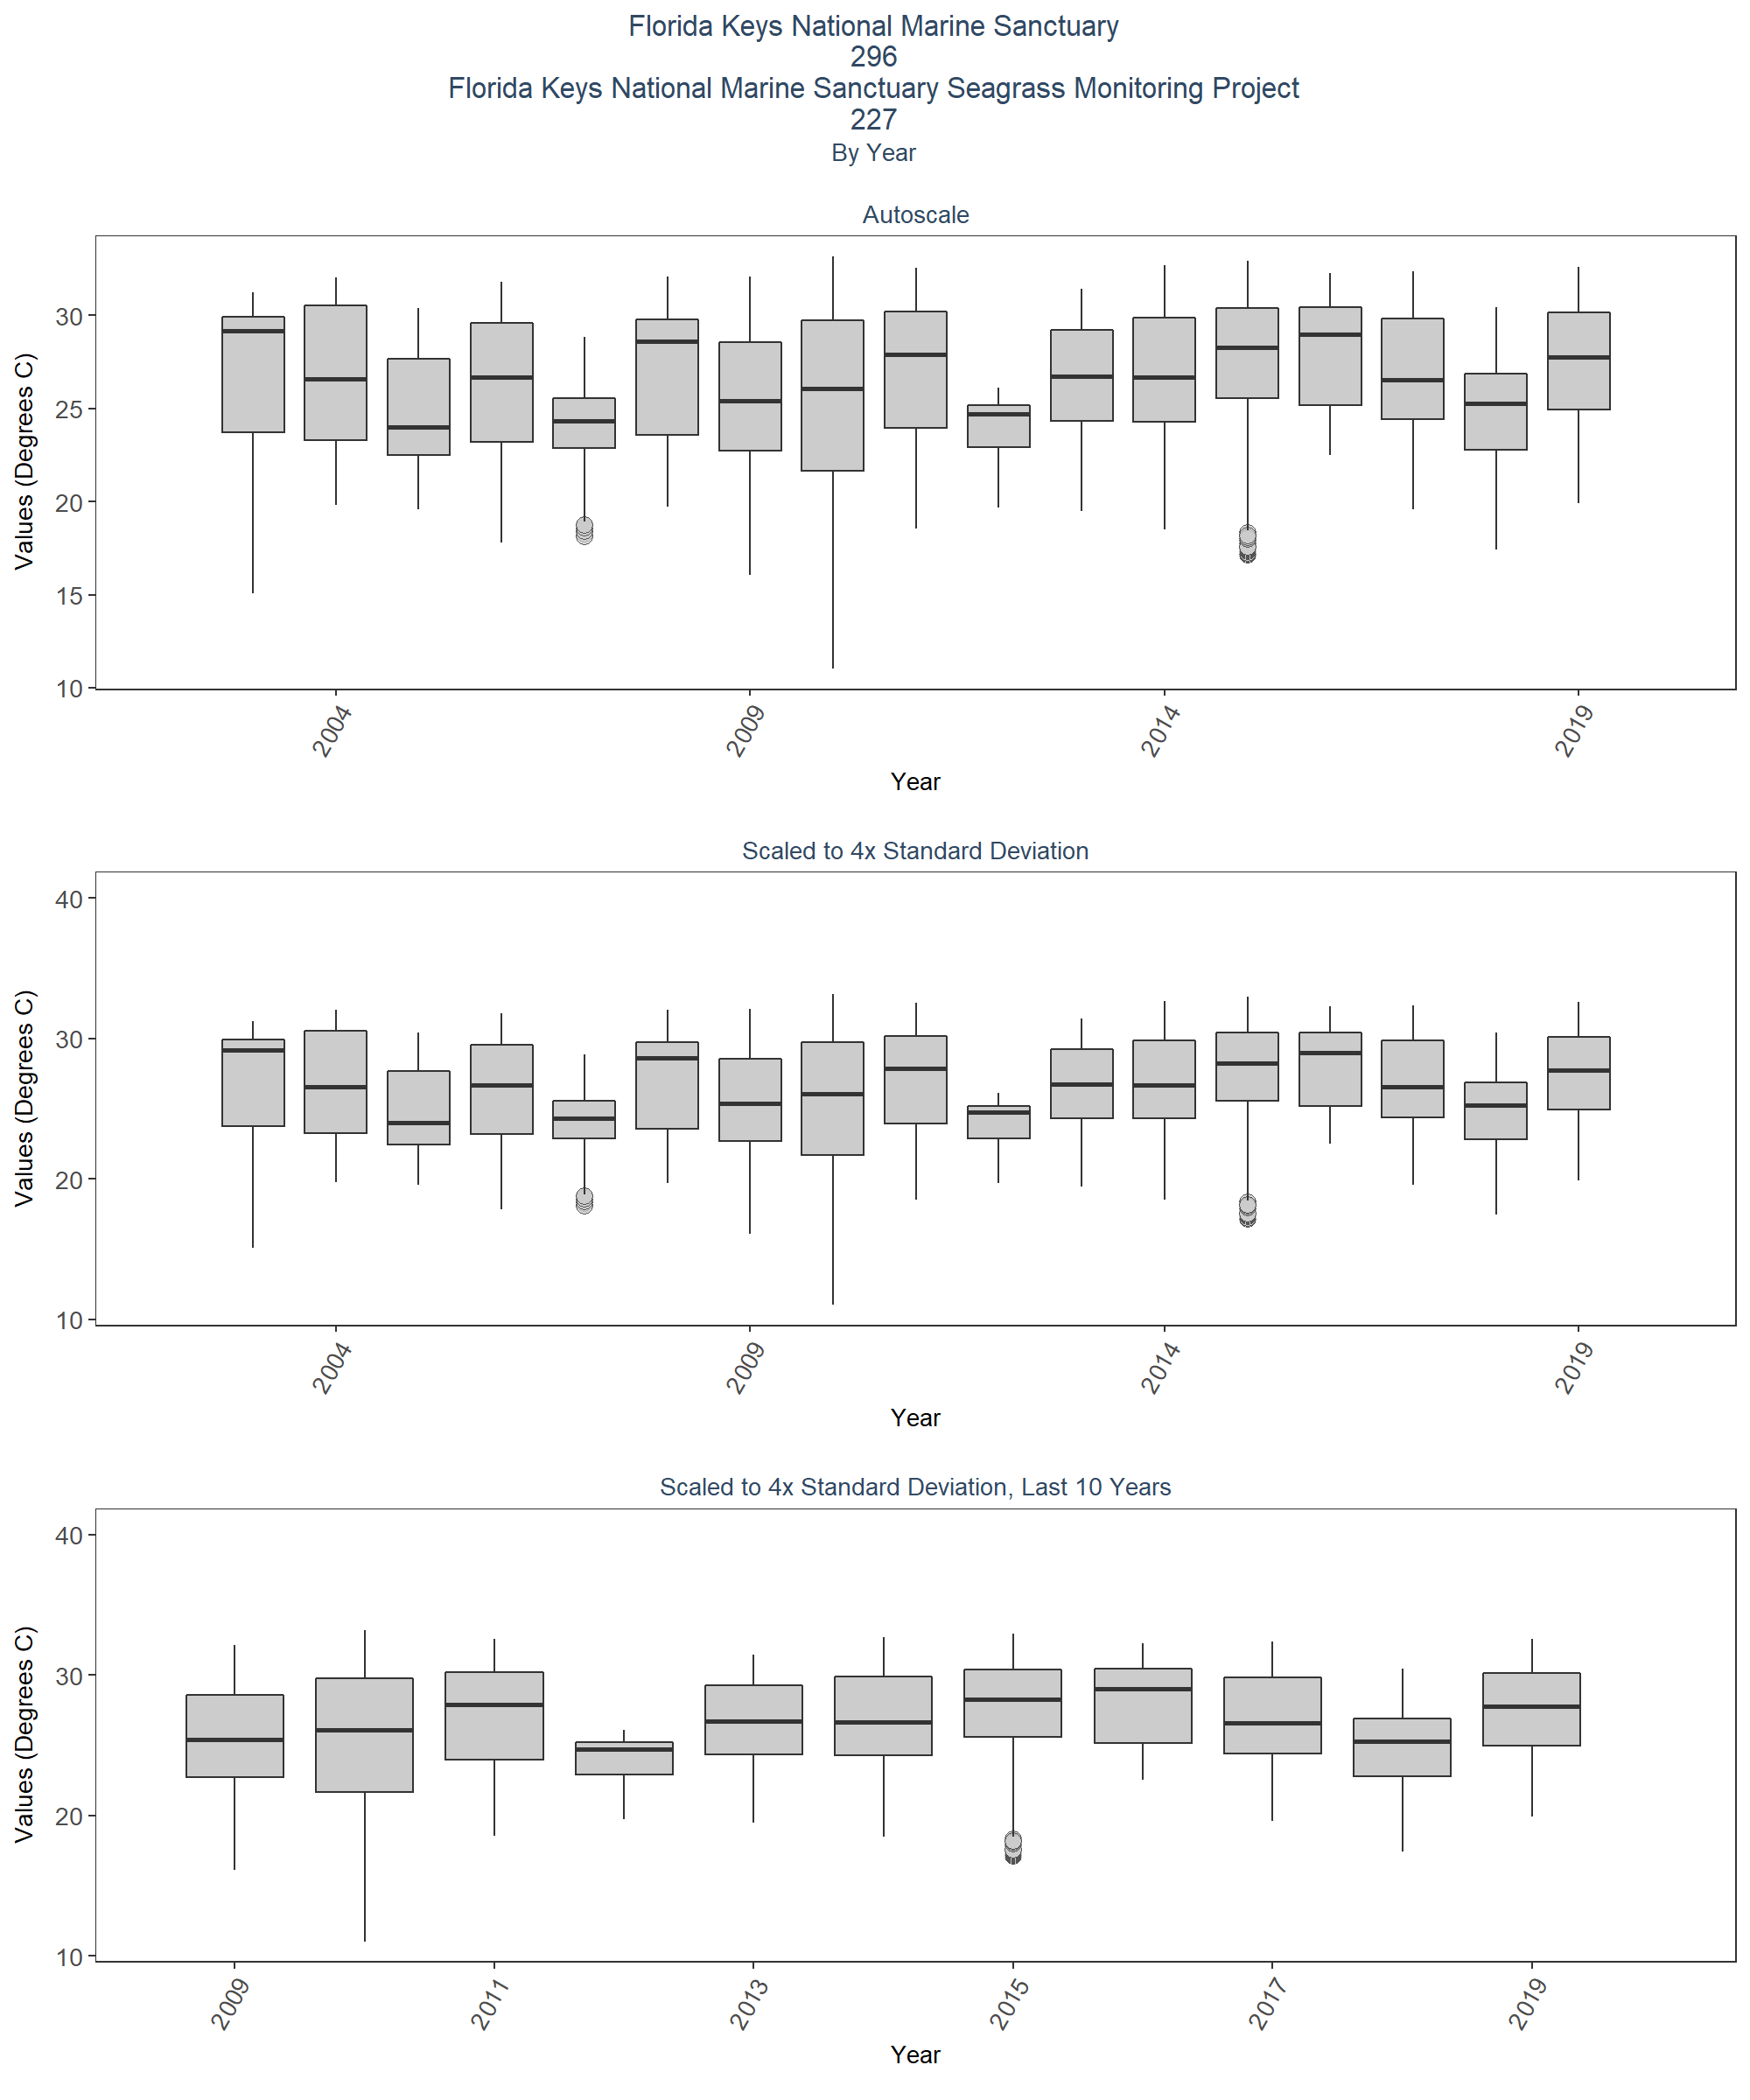 Florida Keys National Marine Sanctuary
296
Florida Keys National Marine Sanctuary Seagrass Monitoring Project
227
By Year
Autoscale
Values (Degrees C)
30
25
20
15
10
2004
2009
2014
2019
Year
Scaled to 4x Standard Deviation
Values (Degrees C)
40
30
20
10
2004
2009
2014
2019
Year
Scaled to 4x Standard Deviation, Last 10 Years
Values (Degrees C)
40
30
20
10
2009
2011
2013
2015
2017
2019
Year